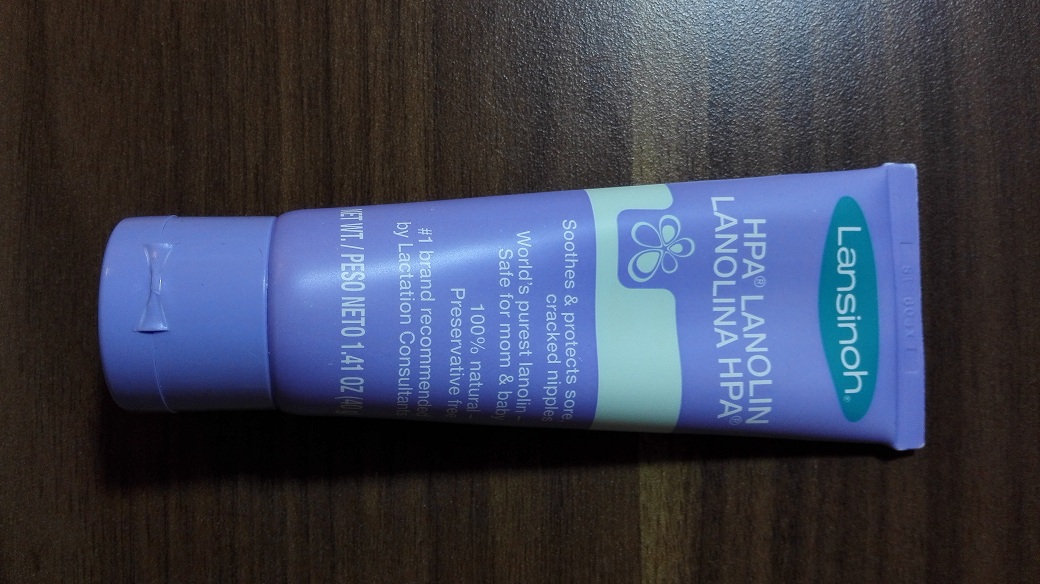 Lansinoh®
HPA® LANOLIN
LANOLINA HPA®
Soothes & protects sore,
cracked nipples
World's purest lanolin-
Safe for mom & baby
100% natural
Preservative free
#1 brand recommended
by Lactation Consultants
NET WT. / PESO NETO 1.41 OZ (40